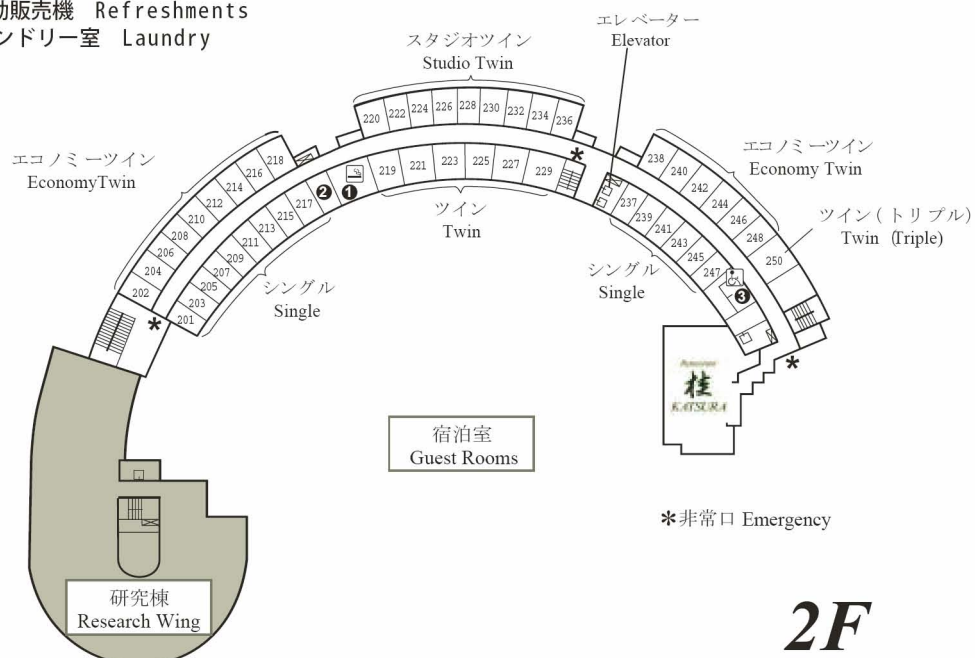 動販売機 Refreshments
ンドリー室 Laundry
エレベーター
Elevator
スタジオツイン
Studio Twin
220 222 224 226 228 230 232 234 236
エコノミーツイン
EconomyTwin
202 204 206 208 210 212 214 216 218
エコノミーツイン
Economy Twin
238 240 242 244 246 248 250
ツイン(トリプル)
Twin (Triple)
219 221 223 225 227 229
ツイン
Twin
201 203 205 207 209 211 213 215 217
❷ ❶
シングル
Single
237 239 241 243 245 247
❸
シングル
Single
桂
KATSURA
宿泊室
Guest Rooms
*非常口 Emergency
研究棟
Research Wing
2F